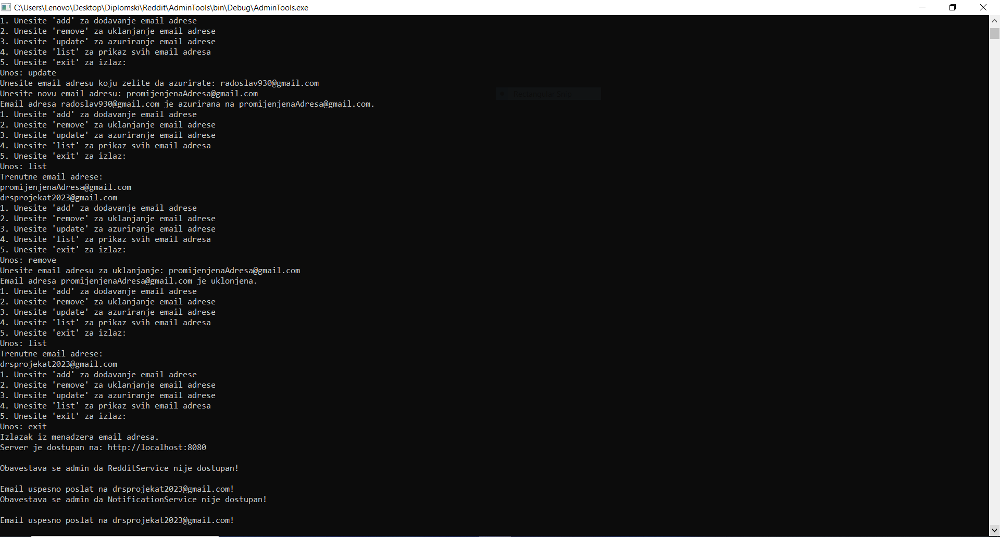 C:\Users\Lenovo\Desktop\Diplomski\Reddit\AdminTools\bin\Debug\AdminTools.exe
1. Unesite 'add' za dodavanje email adrese
2. Unesite 'remove' za uklanjanje email adrese
3. Unesite 'update' za azuriranje email adrese
4. Unesite 'list' za prikaz svih email adresa
5. Unesite 'exit' za izlaz:
Unos: update
Unesite email adresu koju zelite da azurirate: radoslav930@gmail.com
Unesite novu email adresu: promijenjenaAdresa@gmail.com
Rectangular Snip
Email adresa radoslav930@gmail.com je azurirana na promijenjenaAdresa@gmail.com.
1. Unesite 'add' za dodavanje email adrese
2. Unesite 'remove' za uklanjanje email adrese
3. Unesite 'update' za azuriranje email adrese
4. Unesite 'list' za prikaz svih email adresa
5. Unesite 'exit' za izlaz:
Unos: list
Trenutne email adrese:
promijenjenaAdresa@gmail.com
drsprojekat2023@gmail.com
1. Unesite 'add' za dodavanje email adrese
2. Unesite 'remove' za uklanjanje email adrese
3. Unesite 'update' za azuriranje email adrese
4. Unesite 'list' za prikaz svih email adresa
5. Unesite 'exit' za izlaz:
Unos: remove
Unesite email adresu za uklanjanje: promijenjenaAdresa@gmail.com
Email adresa promijenjenaAdresa@gmail.com je uklonjena.
1. Unesite 'add' za dodavanje email adrese
2. Unesite 'remove' za uklanjanje email adrese
3. Unesite 'update' za azuriranje email adrese
4. Unesite 'list' za prikaz svih email adresa
5. Unesite 'exit' za izlaz:
Unos: list
Trenutne email adrese:
drsprojekat2023@gmail.com
1. Unesite 'add' za dodavanje email adrese
2. Unesite 'remove' za uklanjanje email adrese
3. Unesite 'update' za azuriranje email adrese
4. Unesite 'list' za prikaz svih email adresa
5. Unesite 'exit' za izlaz:
Unos: exit
Izlazak iz menadzera email adresa.
Server je dostupan na: http://localhost:8080
Obavestava se admin da RedditService nije dostupan!
Email uspesno poslat na drsprojekat2023@gmail.com!
Obavestava se admin da NotificationService nije dostupan!
Email uspesno poslat na drsprojekat2023@gmail.com!